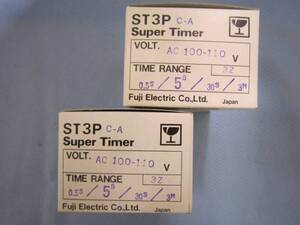 ST3P C-A
Super Timer
VOLT. AC 100-110 V
TIME RANGE 3Z
0.5S / 5S / 30S / 3M
Fuji Electric Co.,Ltd. Japan
ST3P C-A
Super Timer
VOLT. AC 100-110 V
TIME RANGE 3Z
0.5S / 5S / 30S / 3M
Fuji Electric Co.,Ltd. Japan